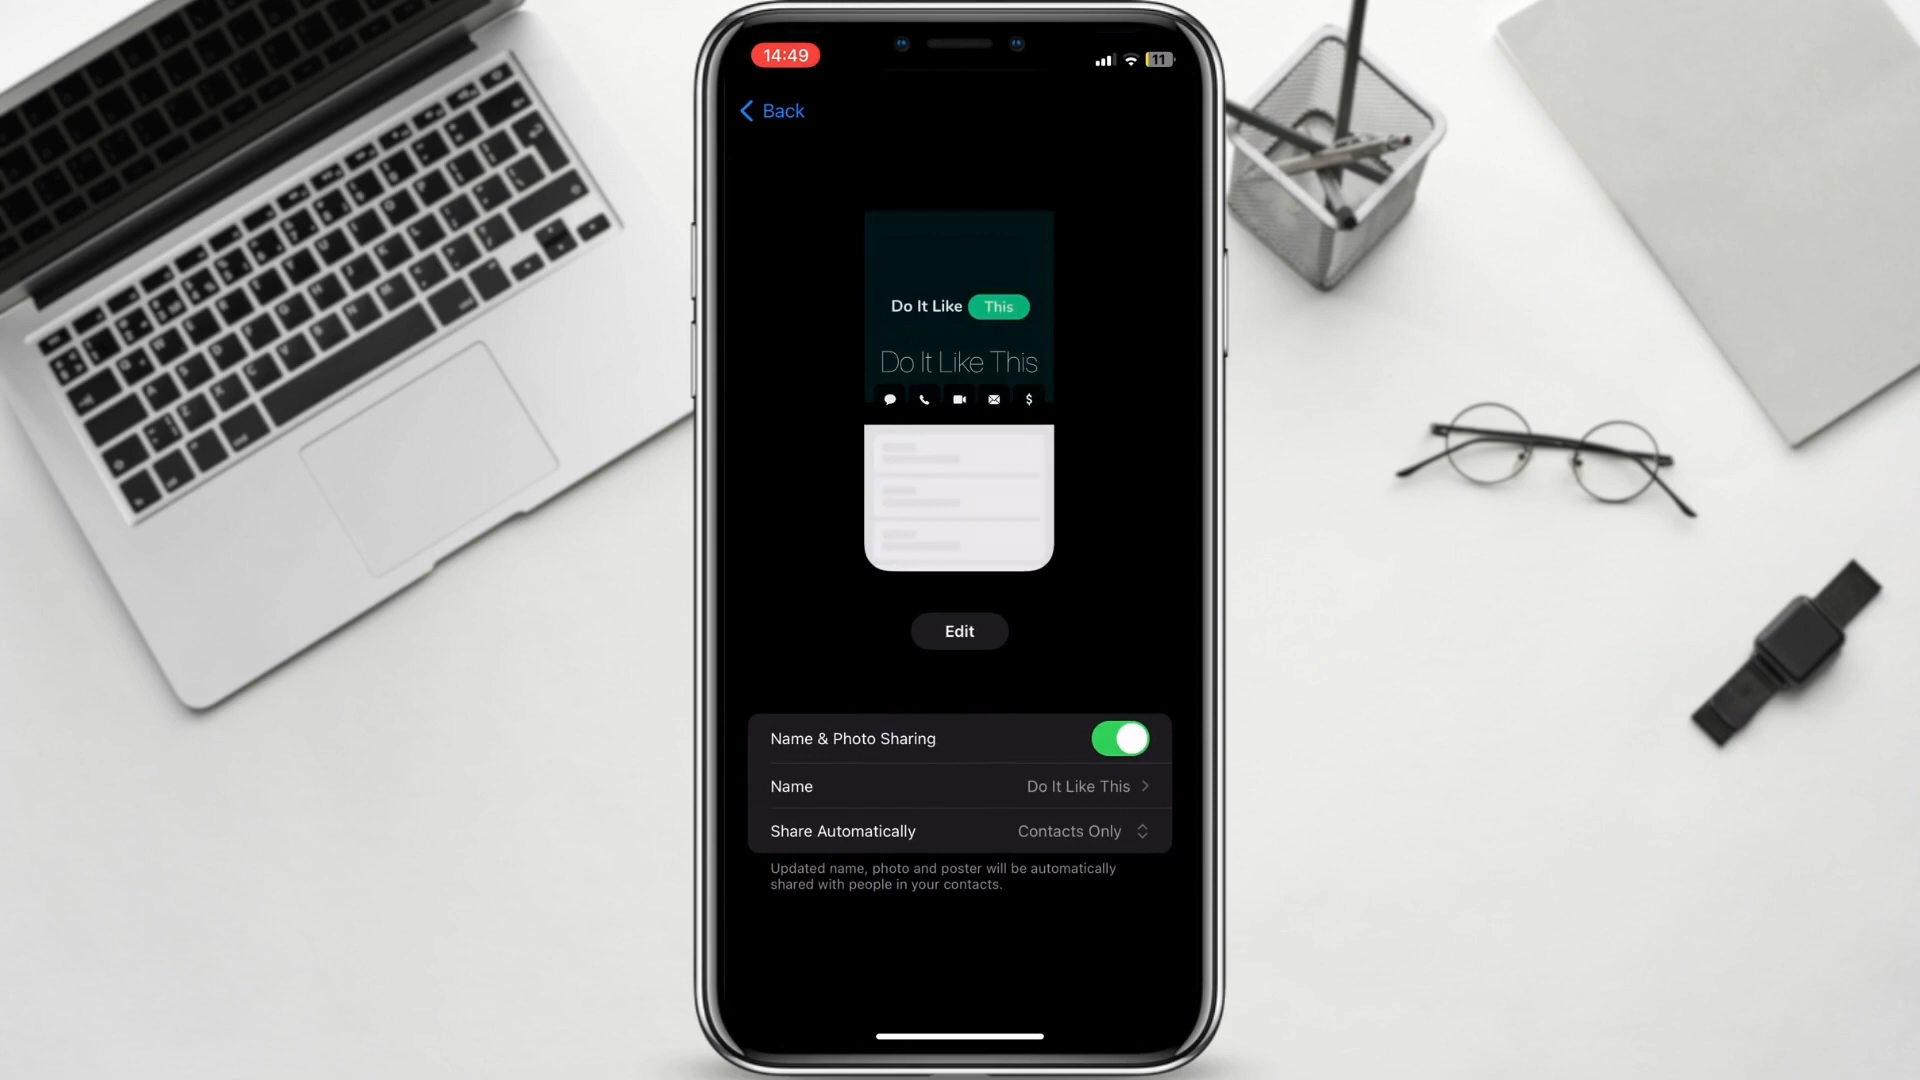 14:49
11
Back
Do It Like This
Do It Like This
$
Edit
Name & Photo Sharing
Name Do It Like This
Share Automatically Contacts Only
Updated name, photo and poster will be automatically
shared with people in your contacts.